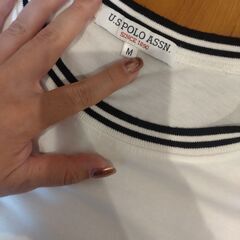 U.S. POLO ASSN.
SINCE 1890
M